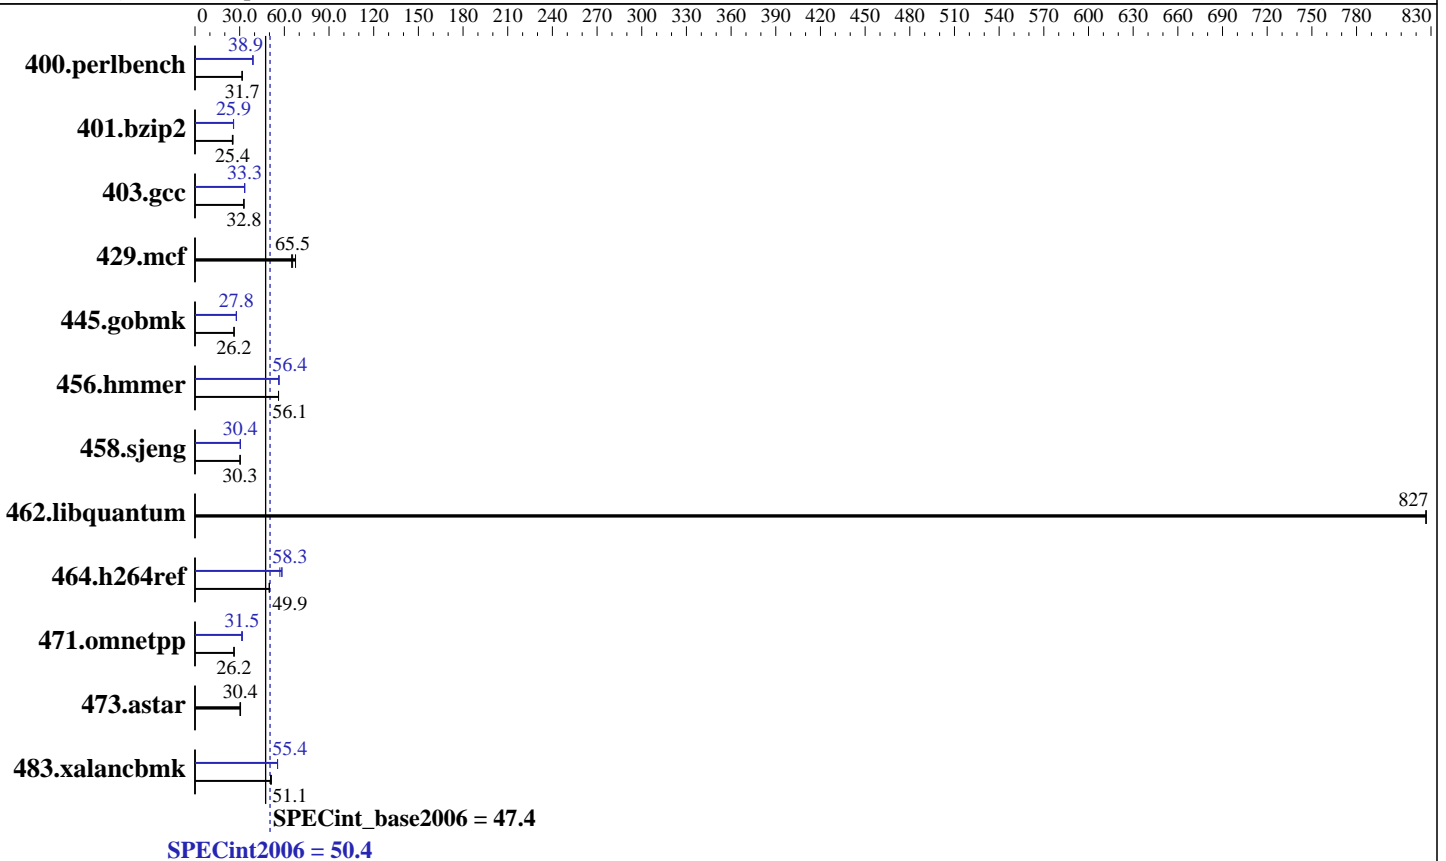 0 30.0 60.0 90.0 120 150 180 210 240 270 300 330 360 390 420 450 480 510 540 570 600 630 660 690 720 750 780 830
38.9
400.perlbench
31.7
25.9
401.bzip2
25.4
33.3
403.gcc
32.8
65.5
429.mcf
27.8
445.gobmk
26.2
56.4
456.hmmer
56.1
30.4
458.sjeng
30.3
827
462.libquantum
58.3
464.h264ref
49.9
31.5
471.omnetpp
26.2
30.4
473.astar
55.4
483.xalancbmk
51.1
SPECint_base2006 = 47.4
SPECint2006 = 50.4